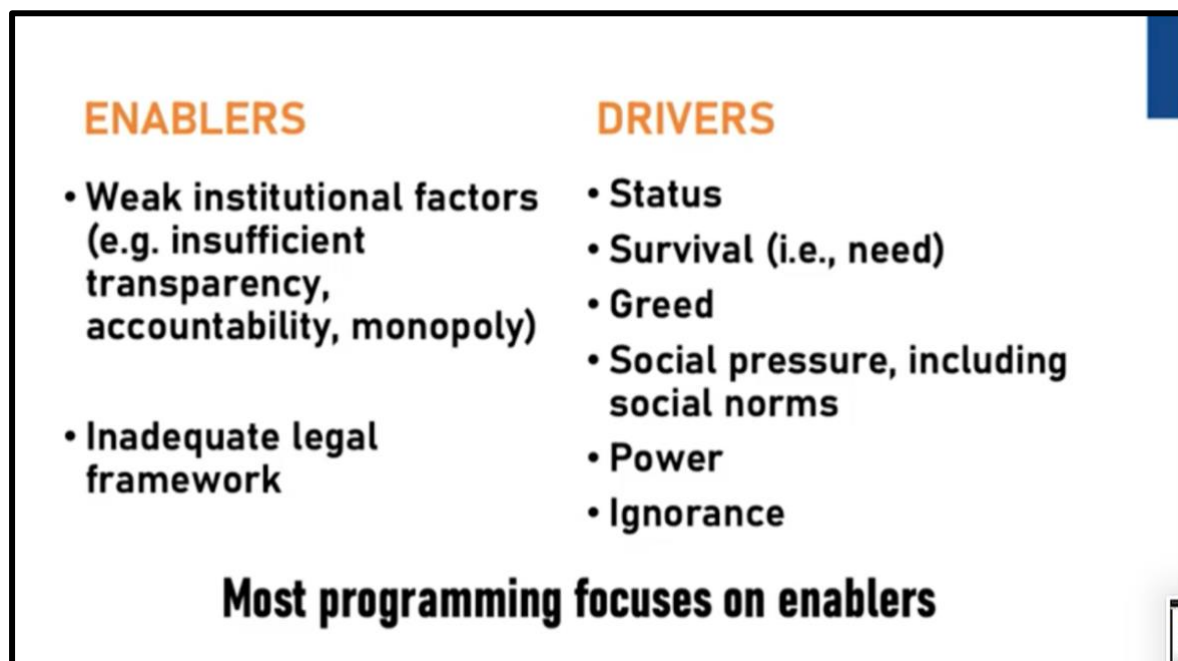 ENABLERS
• Weak institutional factors
(e.g. insufficient
transparency,
accountability, monopoly)
• Inadequate legal
framework
DRIVERS
• Status
• Survival (i.e., need)
• Greed
• Social pressure, including
social norms
• Power
• Ignorance
Most programming focuses on enablers